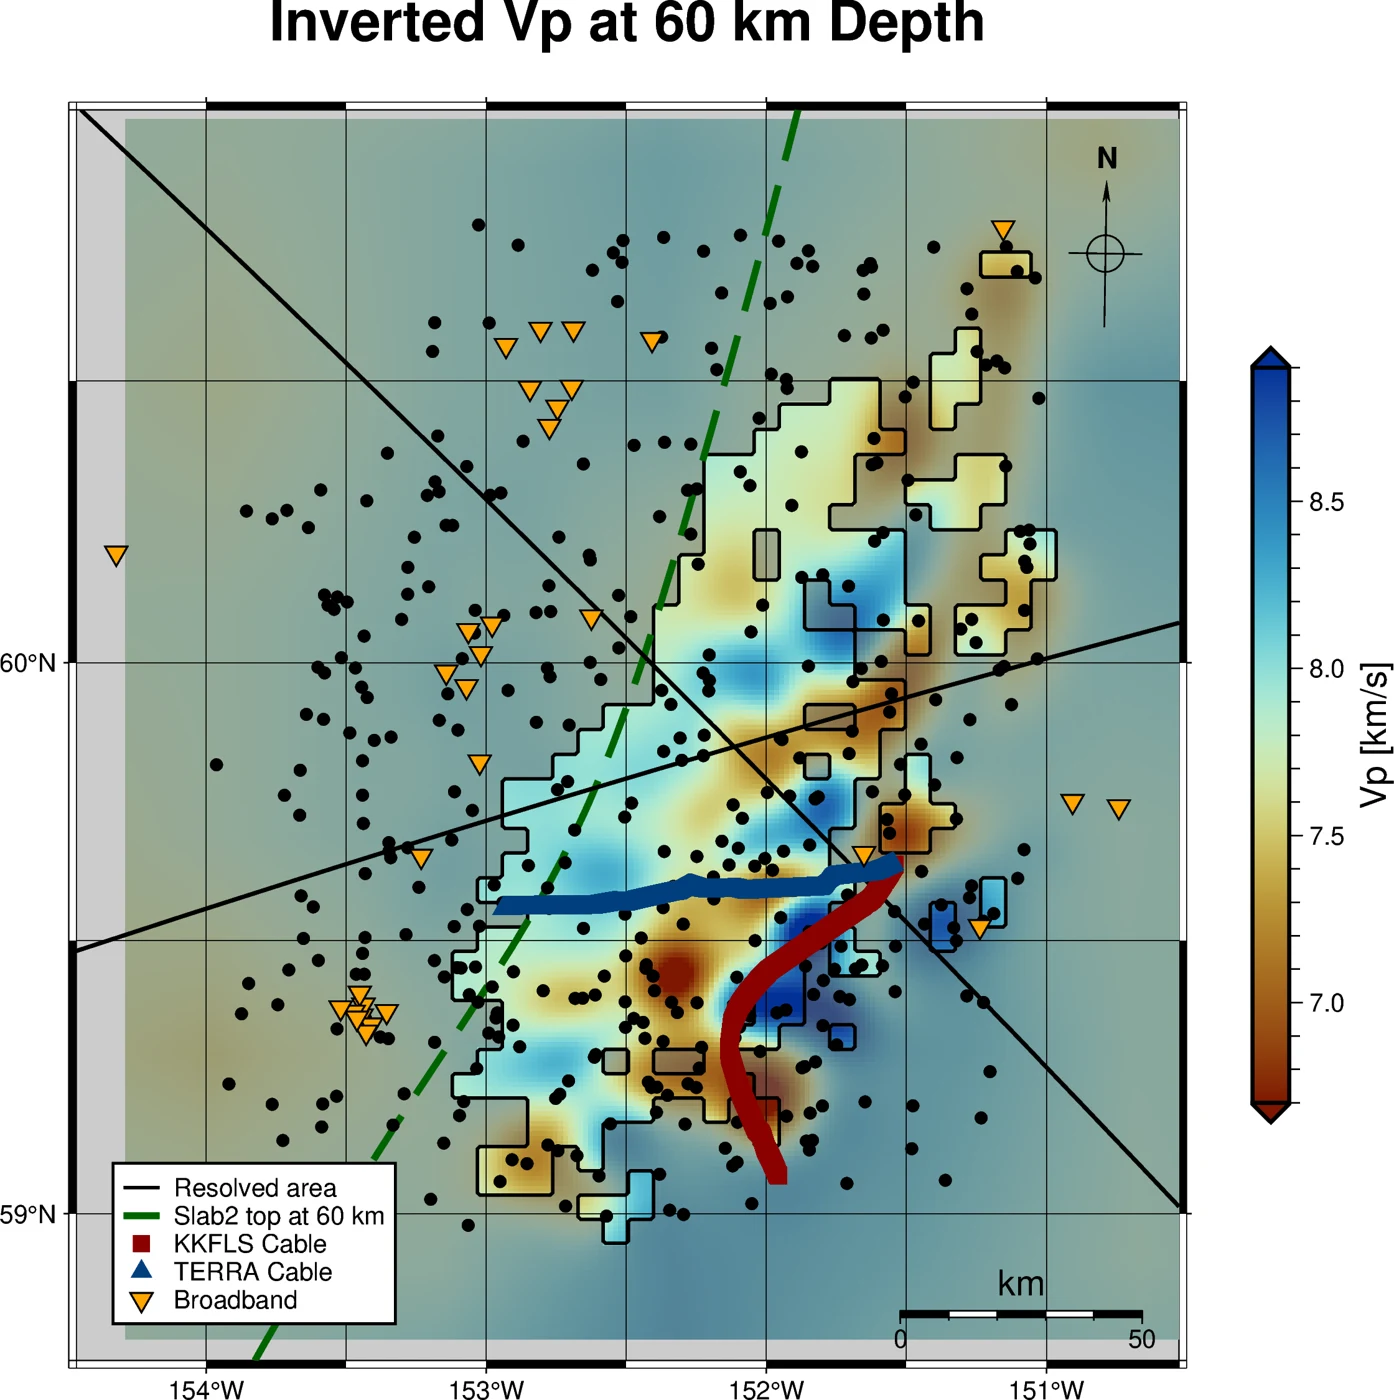 Inverted Vp at 60 km Depth
N
8.5
8.0
7.5
7.0
Vp [km/s]
60°N
59°N
Resolved area
Slab2 top at 60 km
KKFLS Cable
TERRA Cable
Broadband
km
0
50
154°W
153°W
152°W
151°W